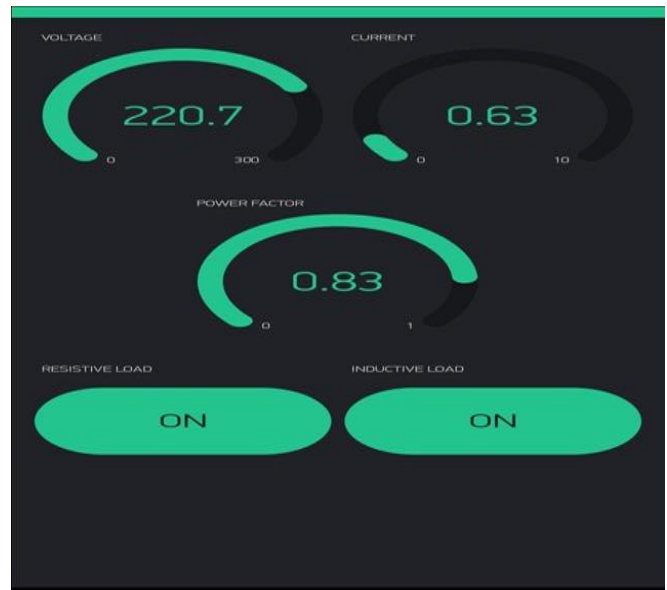 VOLTAGE
CURRENT
220.7
0.63
0 300
0 10
POWER FACTOR
0.83
0 1
RESISTIVE LOAD
INDUCTIVE LOAD
ON
ON